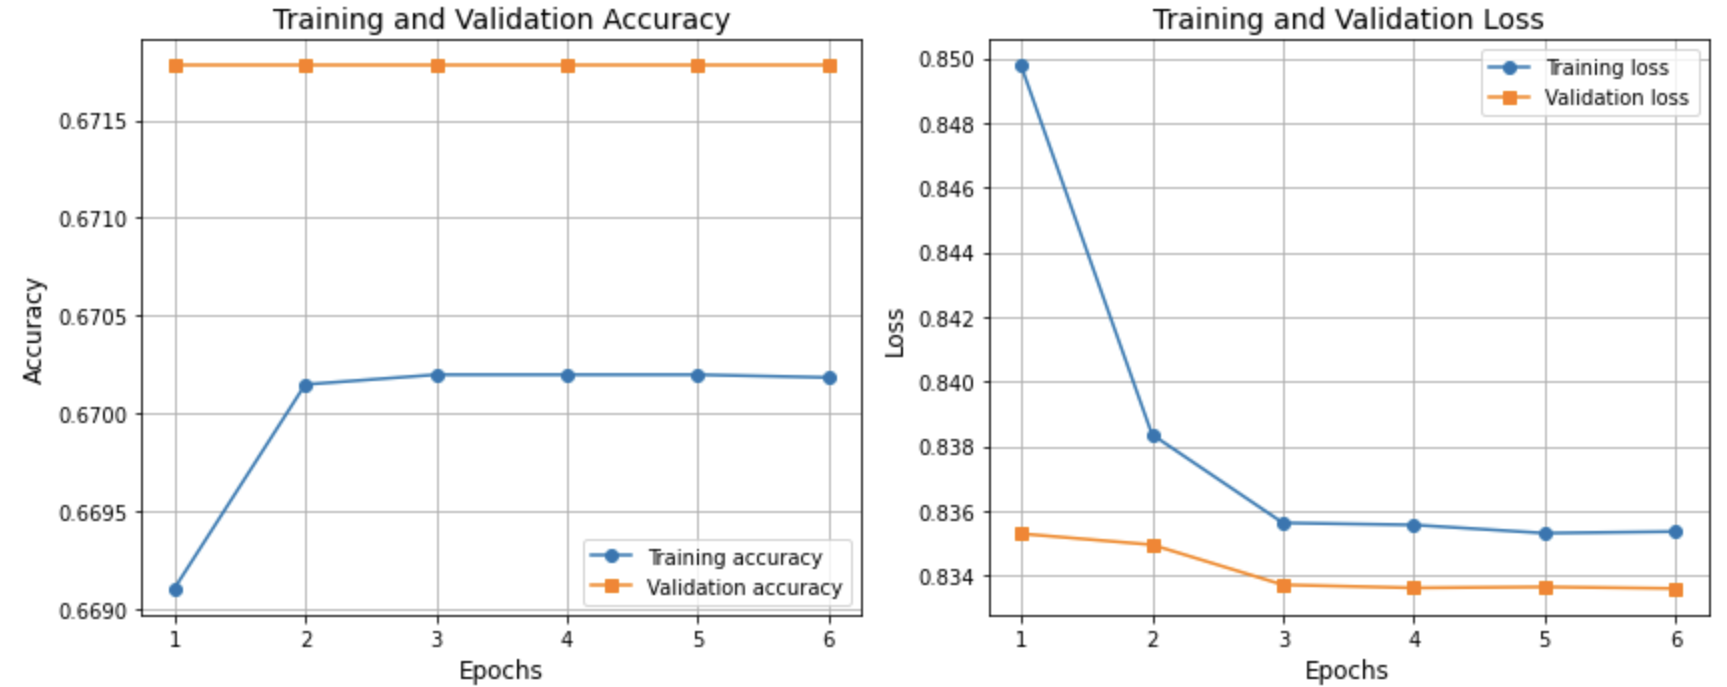 Training and Validation Accuracy
Accuracy
0.6715
0.6710
0.6705
0.6700
0.6695
0.6690
Training accuracy
Validation accuracy
1 2 3 4 5 6
Epochs
Training and Validation Loss
Loss
0.850
0.848
0.846
0.844
0.842
0.840
0.838
0.836
0.834
Training loss
Validation loss
1 2 3 4 5 6
Epochs